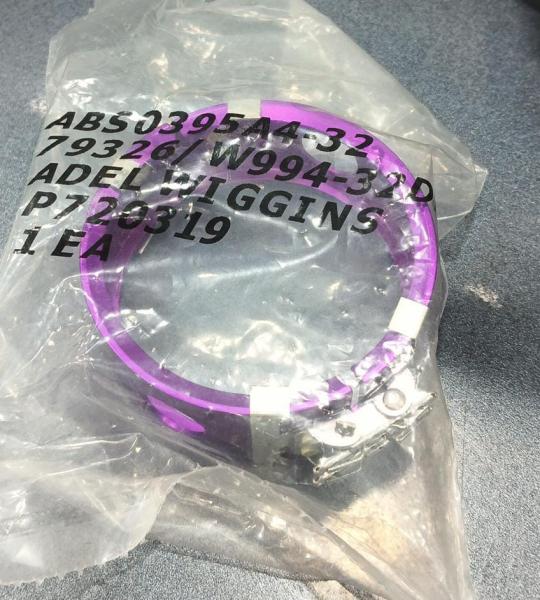 ABS0395A4-32
79326/W994-32D
ADEL WIGGINS
P720319
1 EA